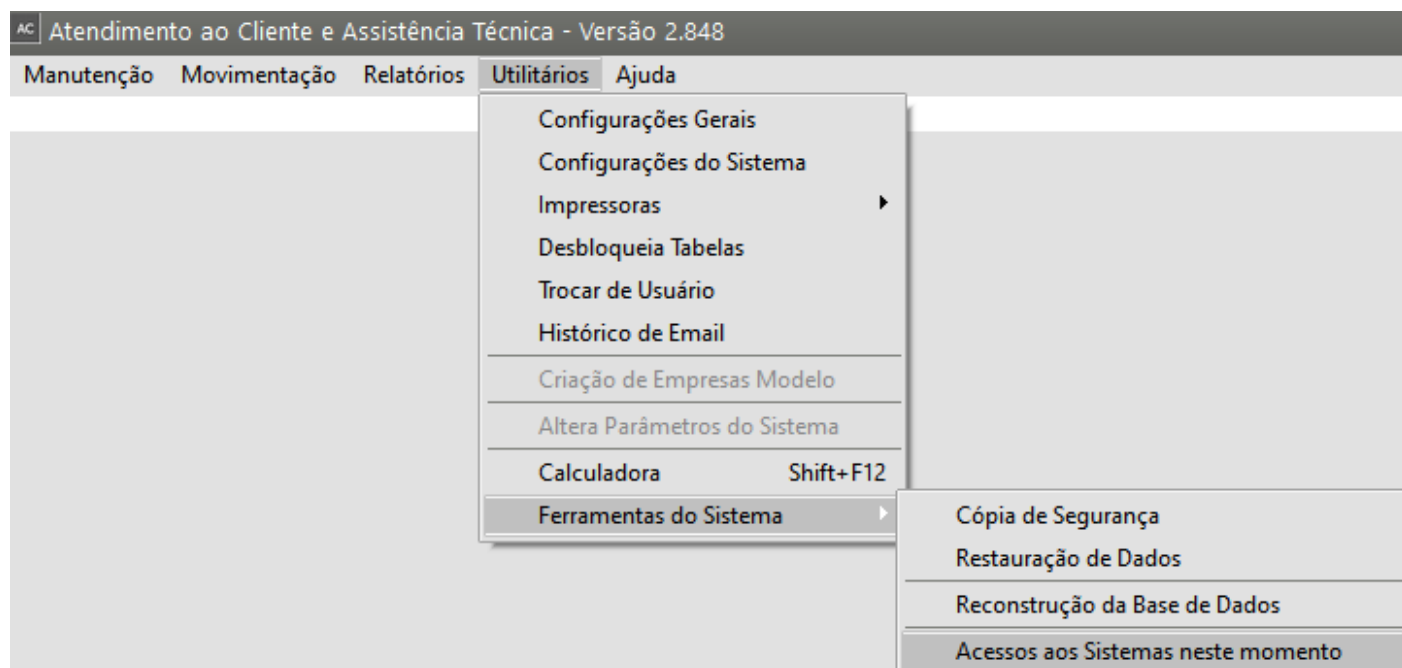 AC Atendimento ao Cliente e Assistência Técnica - Versão 2.848
Manutenção Movimentação Relatórios Utilitários Ajuda
Configurações Gerais
Configurações do Sistema
Impressoras
Desbloqueia Tabelas
Trocar de Usuário
Histórico de Email
Criação de Empresas Modelo
Altera Parâmetros do Sistema
Calculadora Shift+F12
Ferramentas do Sistema
Cópia de Segurança
Restauração de Dados
Reconstrução da Base de Dados
Acessos aos Sistemas neste momento